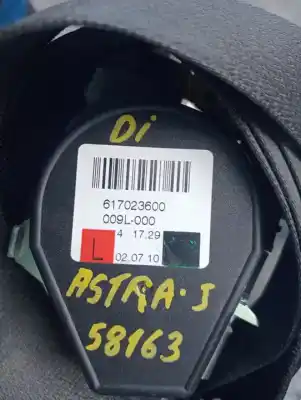 Di
617023600
009L-000
4 17.29
L
02.07.10
ASTRA·J
58163